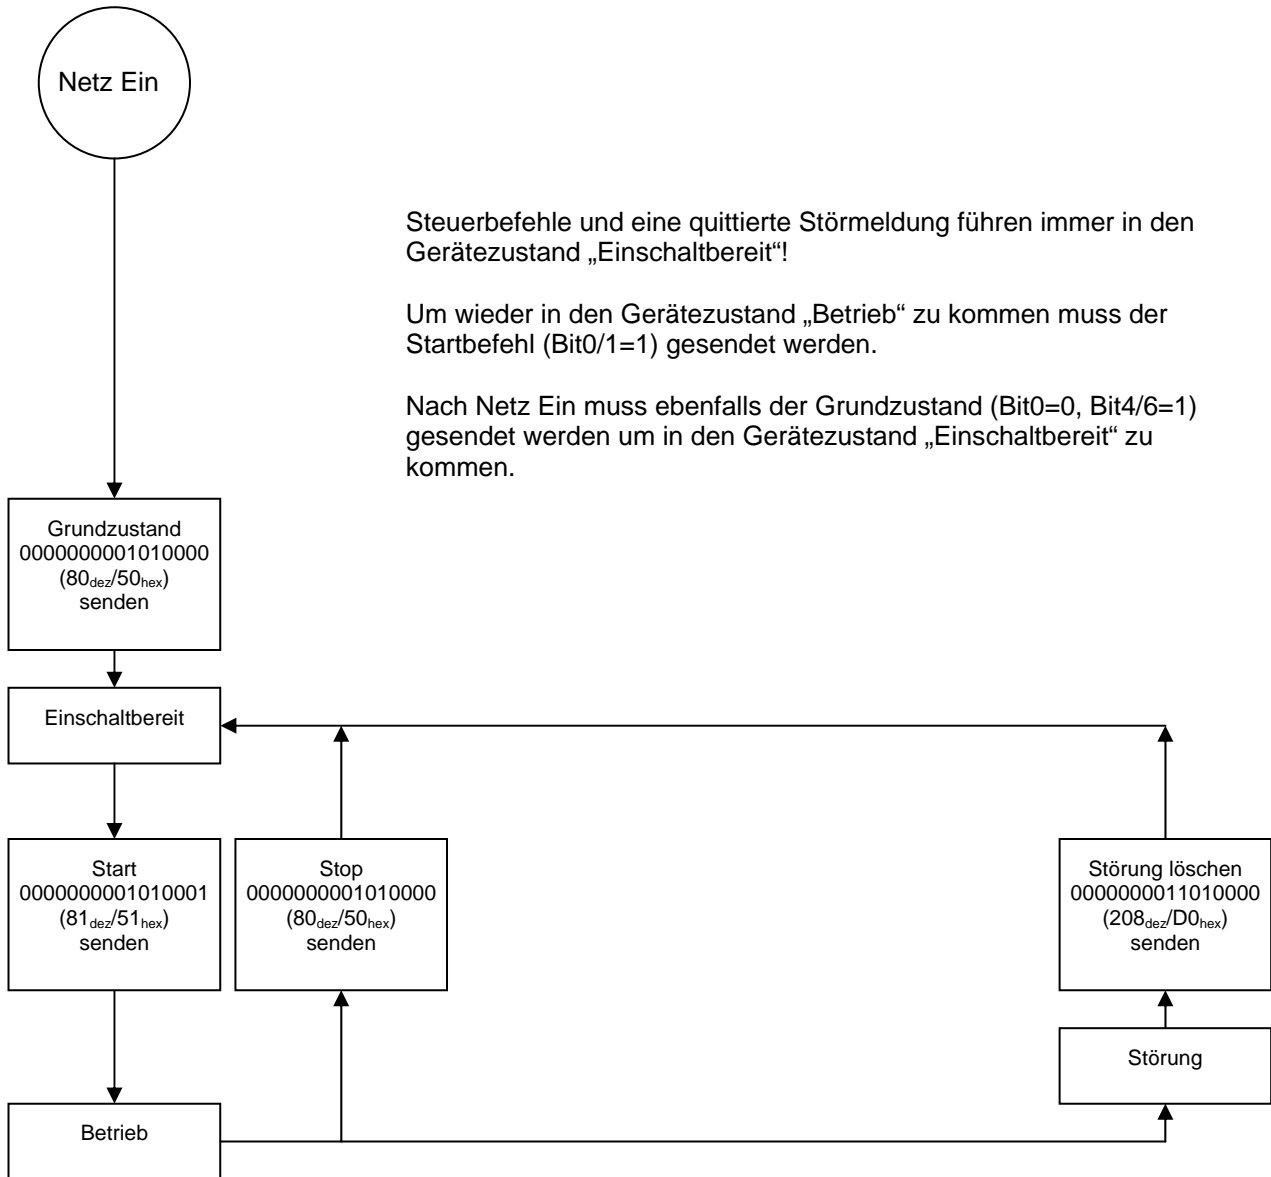 Netz Ein
Steuerbefehle und eine quittierte Störmeldung führen immer in den
Gerätezustand „Einschaltbereit“!
Um wieder in den Gerätezustand „Betrieb“ zu kommen muss der
Startbefehl (Bit0/1=1) gesendet werden.
Nach Netz Ein muss ebenfalls der Grundzustand (Bit0=0, Bit4/6=1)
gesendet werden um in den Gerätezustand „Einschaltbereit“ zu
kommen.
Grundzustand
0000000001010000
(80dez/50hex)
senden
Einschaltbereit
Start
0000000001010001
(81dez/51hex)
senden
Stop
0000000001010000
(80dez/50hex)
senden
Störung löschen
0000000011010000
(208dez/D0hex)
senden
Störung
Betrieb